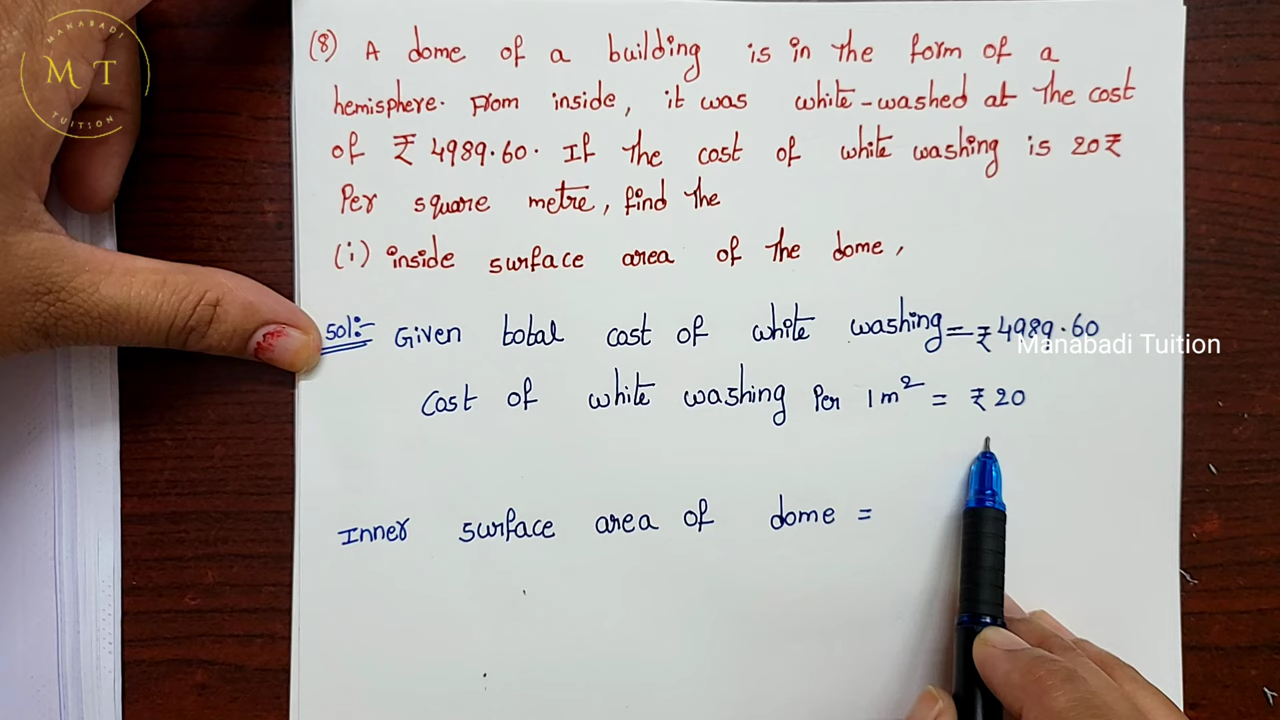 MANABADI
M T
TUITION
(8) A dome of a building is in the form of a
hemisphere. From inside, it was white-washed at the cost
of ₹ 4989.60. If the cost of white washing is 20₹
Per square metre, find the
(i) inside surface area of the dome,
Sol:- Given total cost of white washing = ₹ 4989.60
Manabadi Tuition
Cost of white washing Per 1m² = ₹ 20
Inner surface area of dome =